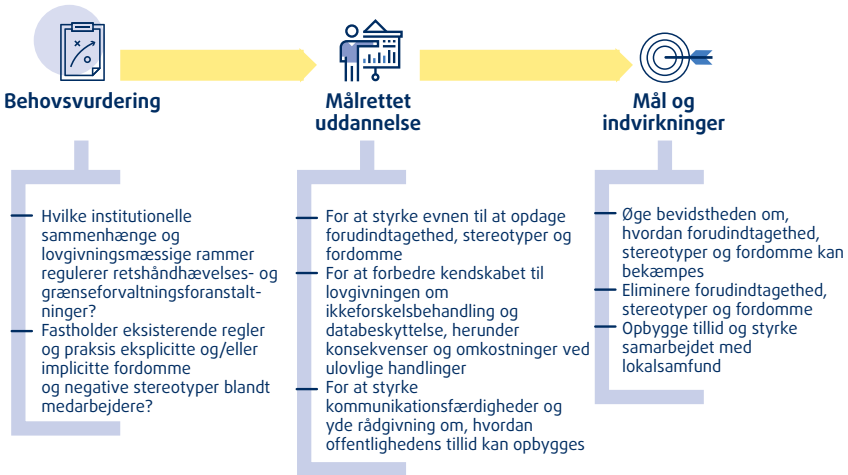 Behovsvurdering
Målrettet
uddannelse
Mål og
indvirkninger
Hvilke institutionelle
sammenhænge og
lovgivningsmæssige rammer
regulerer retshåndhævelses- og
grænseforvaltningsforanstalt-
ninger?
Fastholder eksisterende regler
og praksis eksplicitte og/eller
implicitte fordomme
og negative stereotyper blandt
medarbejdere?
For at styrke evnen til at opdage
forudindtagethed, stereotyper og
fordomme
For at forbedre kendskabet til
lovgivningen om
ikkeforskelsbehandling og
databeskyttelse, herunder
konsekvenser og omkostninger ved
ulovlige handlinger
For at styrke
kommunikationsfærdigheder og
yde rådgivning om, hvordan
offentlighedens tillid kan opbygges
Øge bevidstheden om,
hvordan forudindtagethed,
stereotyper og fordomme kan
bekæmpes
Eliminere forudindtagethed,
stereotyper og fordomme
Opbygge tillid og styrke
samarbejdet med
lokalsamfund